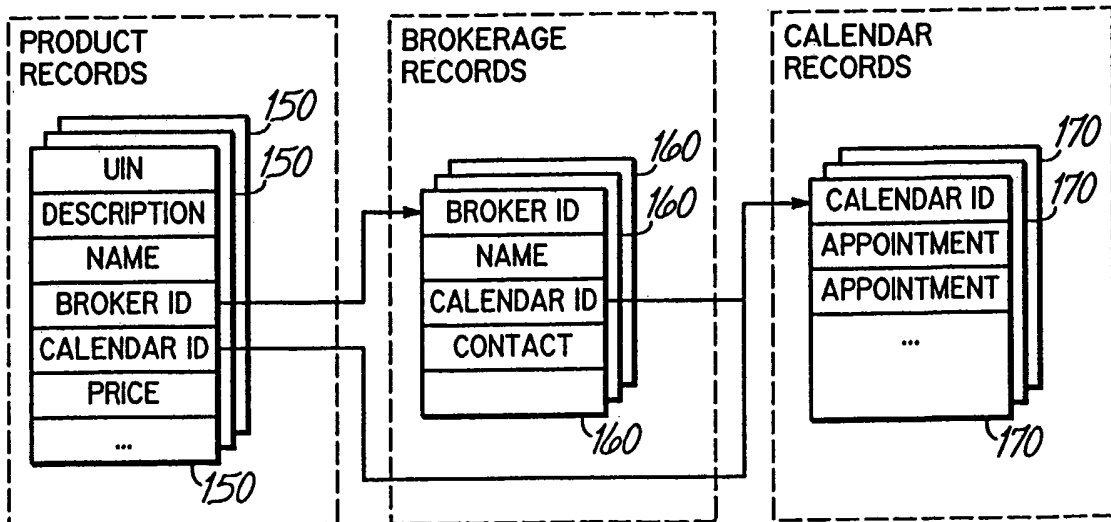 PRODUCT
RECORDS
150
150
UIN
DESCRIPTION
NAME
BROKER ID
CALENDAR ID
PRICE
...
150
BROKERAGE
RECORDS
160
160
BROKER ID
NAME
CALENDAR ID
CONTACT
160
CALENDAR
RECORDS
170
170
CALENDAR ID
APPOINTMENT
APPOINTMENT
...
170